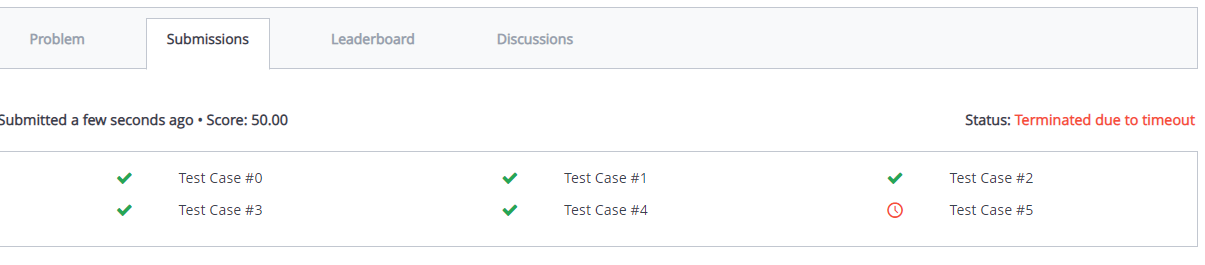 Problem Submissions Leaderboard Discussions
Submitted a few seconds ago • Score: 50.00 Status: Terminated due to timeout
Test Case #0 Test Case #1 Test Case #2
Test Case #3 Test Case #4 Test Case #5